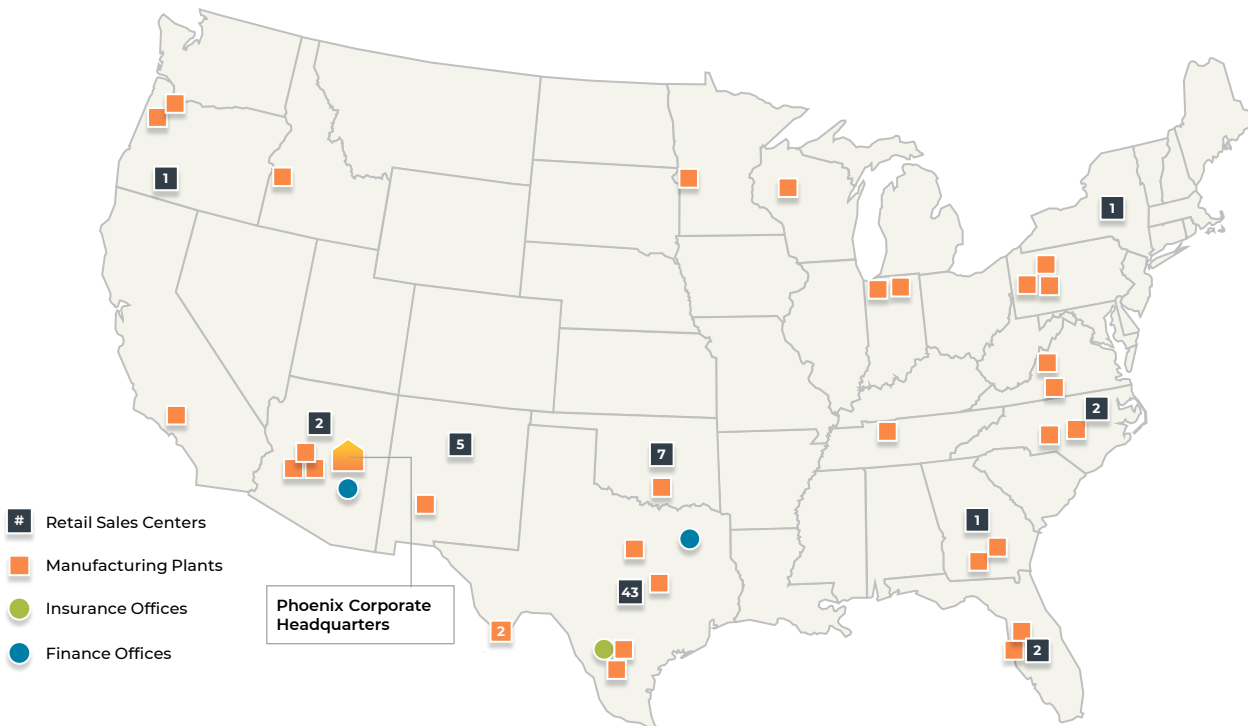 1
1
2
2
5
7
1
43
2
2
# Retail Sales Centers
Manufacturing Plants
Insurance Offices
Finance Offices
Phoenix Corporate
Headquarters